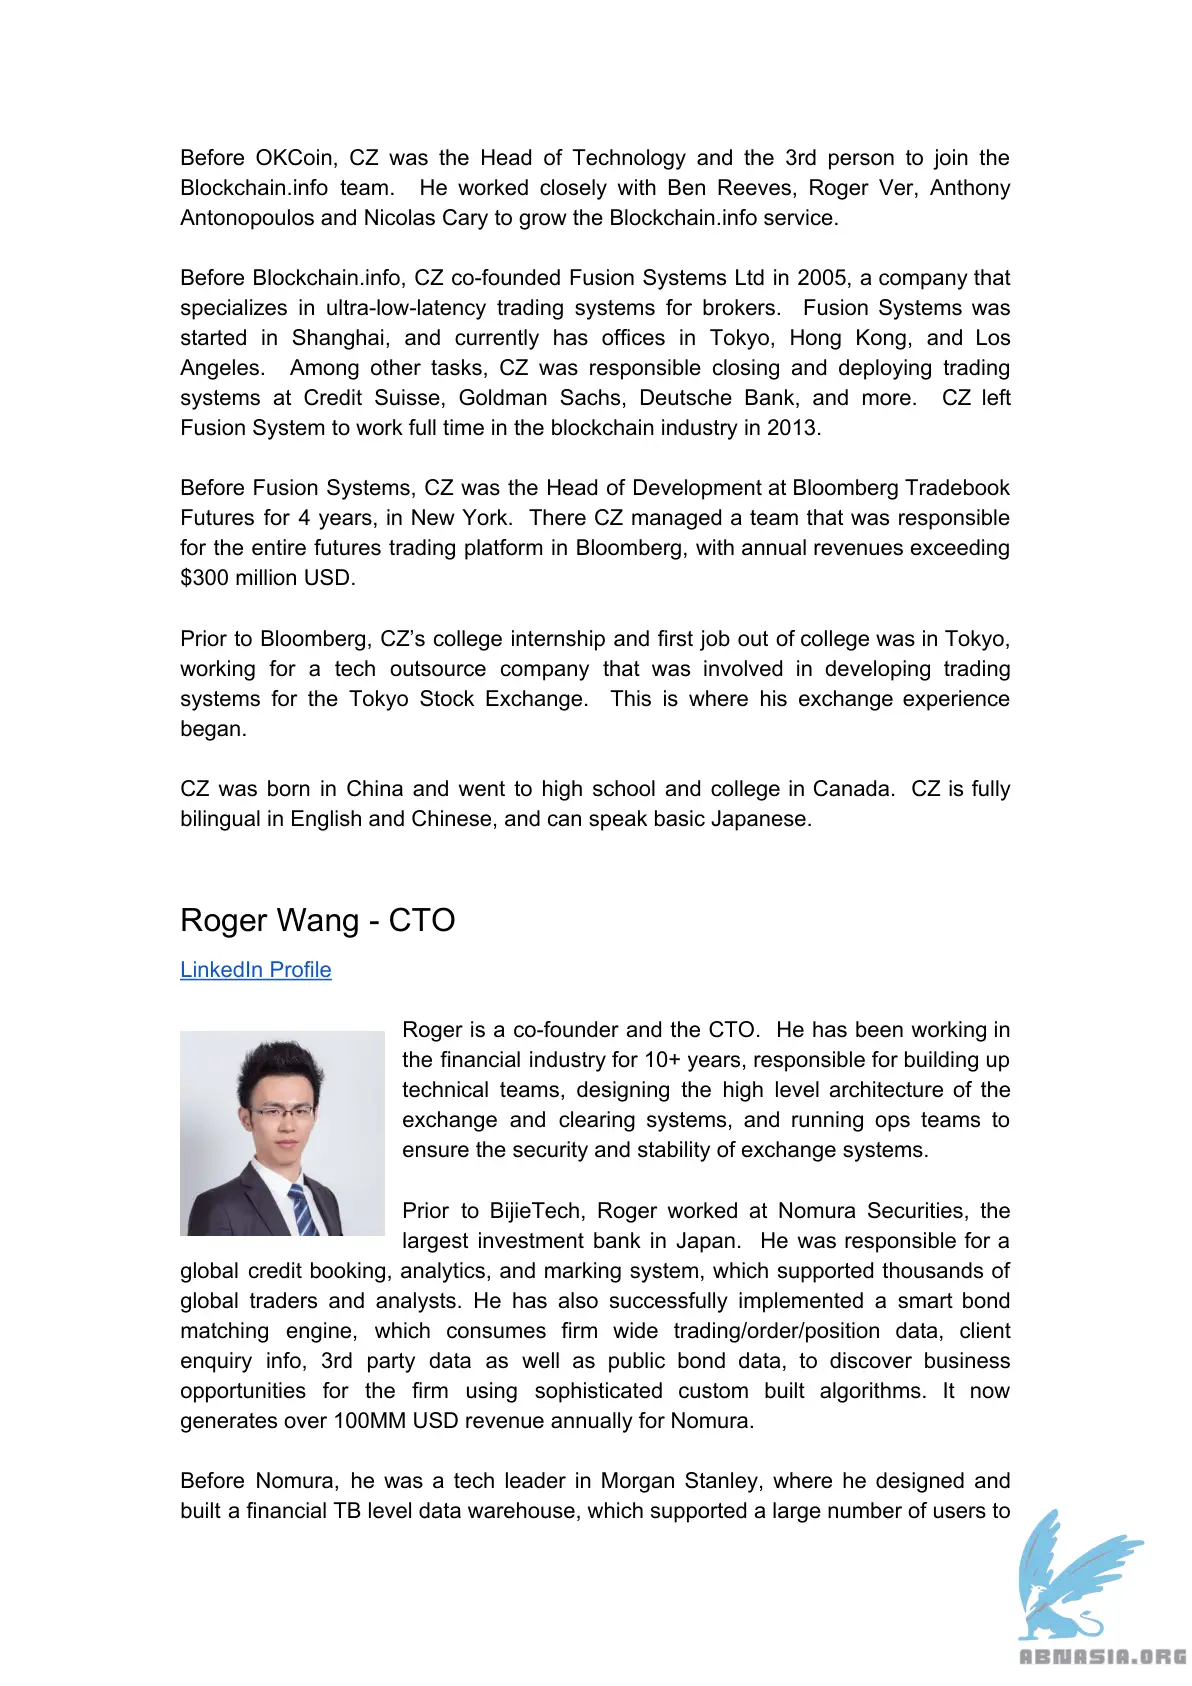 Before OKCoin, CZ was the Head of Technology and the 3rd person to join the
Blockchain.info team.  He worked closely with Ben Reeves, Roger Ver, Anthony
Antonopoulos and Nicolas Cary to grow the Blockchain.info service.
Before Blockchain.info, CZ co-founded Fusion Systems Ltd in 2005, a company that
specializes in ultra-low-latency trading systems for brokers.  Fusion Systems was
started in Shanghai, and currently has offices in Tokyo, Hong Kong, and Los
Angeles.  Among other tasks, CZ was responsible closing and deploying trading
systems at Credit Suisse, Goldman Sachs, Deutsche Bank, and more.  CZ left
Fusion System to work full time in the blockchain industry in 2013.
Before Fusion Systems, CZ was the Head of Development at Bloomberg Tradebook
Futures for 4 years, in New York.  There CZ managed a team that was responsible
for the entire futures trading platform in Bloomberg, with annual revenues exceeding
$300 million USD.
Prior to Bloomberg, CZ’s college internship and first job out of college was in Tokyo,
working for a tech outsource company that was involved in developing trading
systems for the Tokyo Stock Exchange.  This is where his exchange experience
began.
CZ was born in China and went to high school and college in Canada.  CZ is fully
bilingual in English and Chinese, and can speak basic Japanese.
Roger Wang - CTO
LinkedIn Profile
Roger is a co-founder and the CTO.  He has been working in
the financial industry for 10+ years, responsible for building up
technical teams, designing the high level architecture of the
exchange and clearing systems, and running ops teams to
ensure the security and stability of exchange systems.
Prior to BijieTech, Roger worked at Nomura Securities, the
largest investment bank in Japan.  He was responsible for a
global credit booking, analytics, and marking system, which supported thousands of
global traders and analysts. He has also successfully implemented a smart bond
matching engine, which consumes firm wide trading/order/position data, client
enquiry info, 3rd party data as well as public bond data, to discover business
opportunities for the firm using sophisticated custom built algorithms. It now
generates over 100MM USD revenue annually for Nomura.
Before Nomura, he was a tech leader in Morgan Stanley, where he designed and
built a financial TB level data warehouse, which supported a large number of users to
ABNASIA.ORG